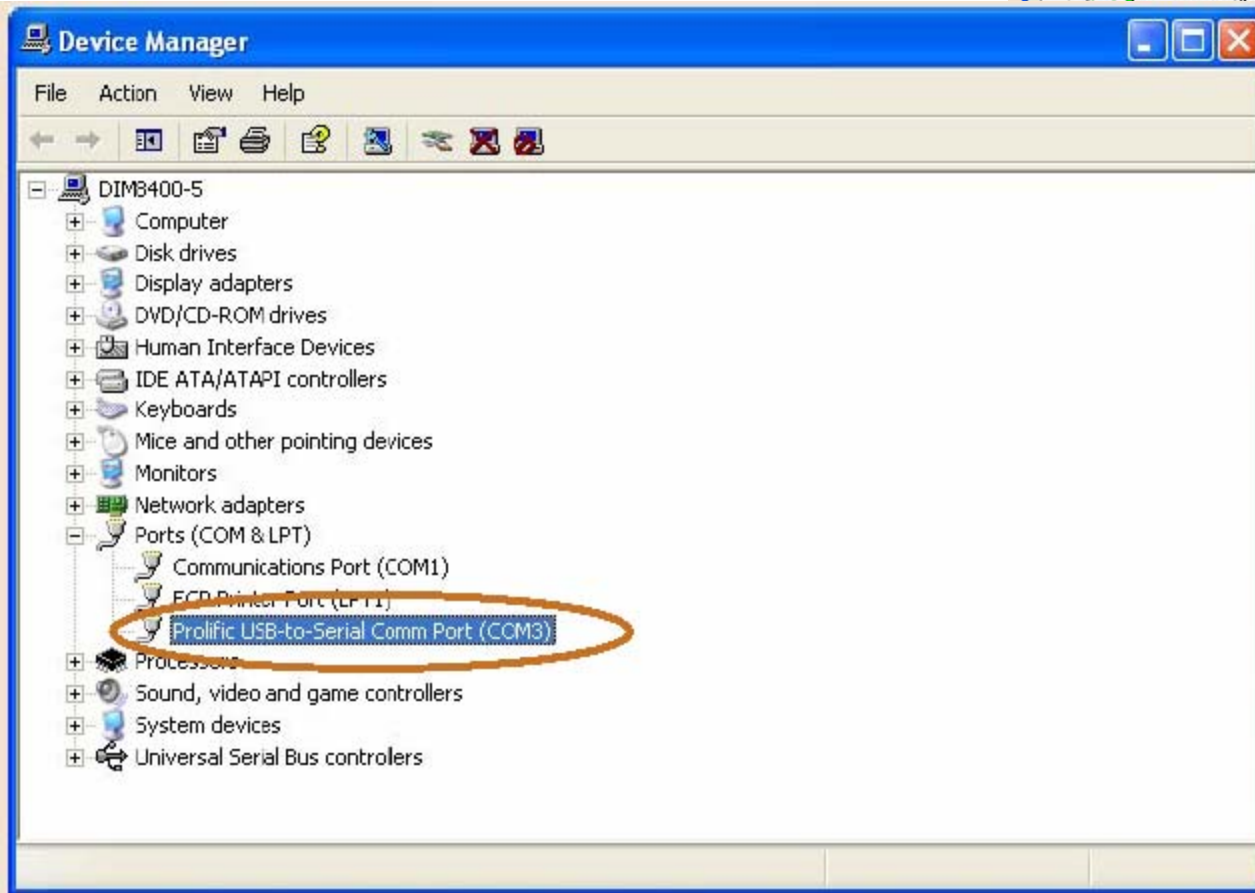 Device Manager
File Action View Help
DIM8400-5
Computer
Disk drives
Display adapters
DVD/CD-ROM drives
Human Interface Devices
IDE ATA/ATAPI controllers
Keyboards
Mice and other pointing devices
Monitors
Network adapters
Ports (COM & LPT)
Communications Port (COM1)
ECP Printer Port (LPT1)
Prolific USB-to-Serial Comm Port (COM3)
Processors
Sound, video and game controllers
System devices
Universal Serial Bus controllers